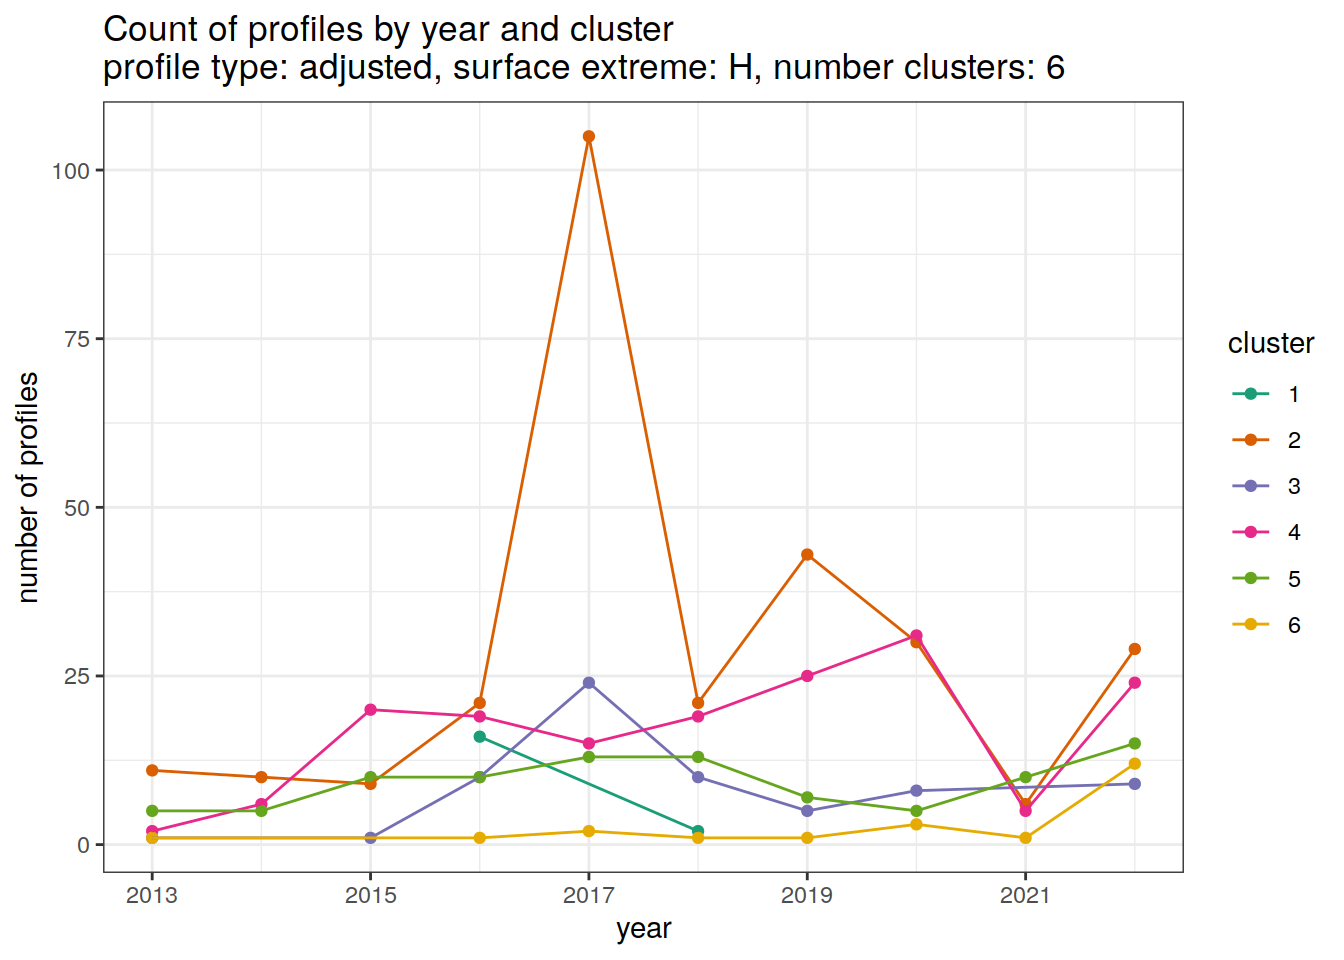 Count of profiles by year and cluster
profile type: adjusted, surface extreme: H, number clusters: 6
100
75
50
25
0
number of profiles
2013 2015 2017 2019 2021
year
cluster
1
2
3
4
5
6